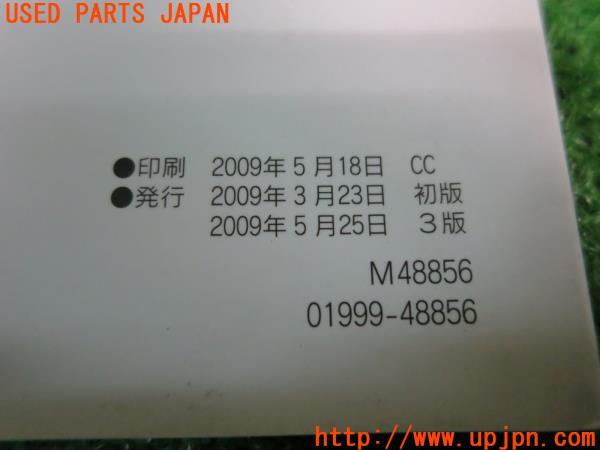 USED PARTS JAPAN
●印刷 2009年5月18日 CC
●発行 2009年3月23日 初版
2009年5月25日 3版
M48856
01999-48856
UPJ
http://www.upjpn.com/